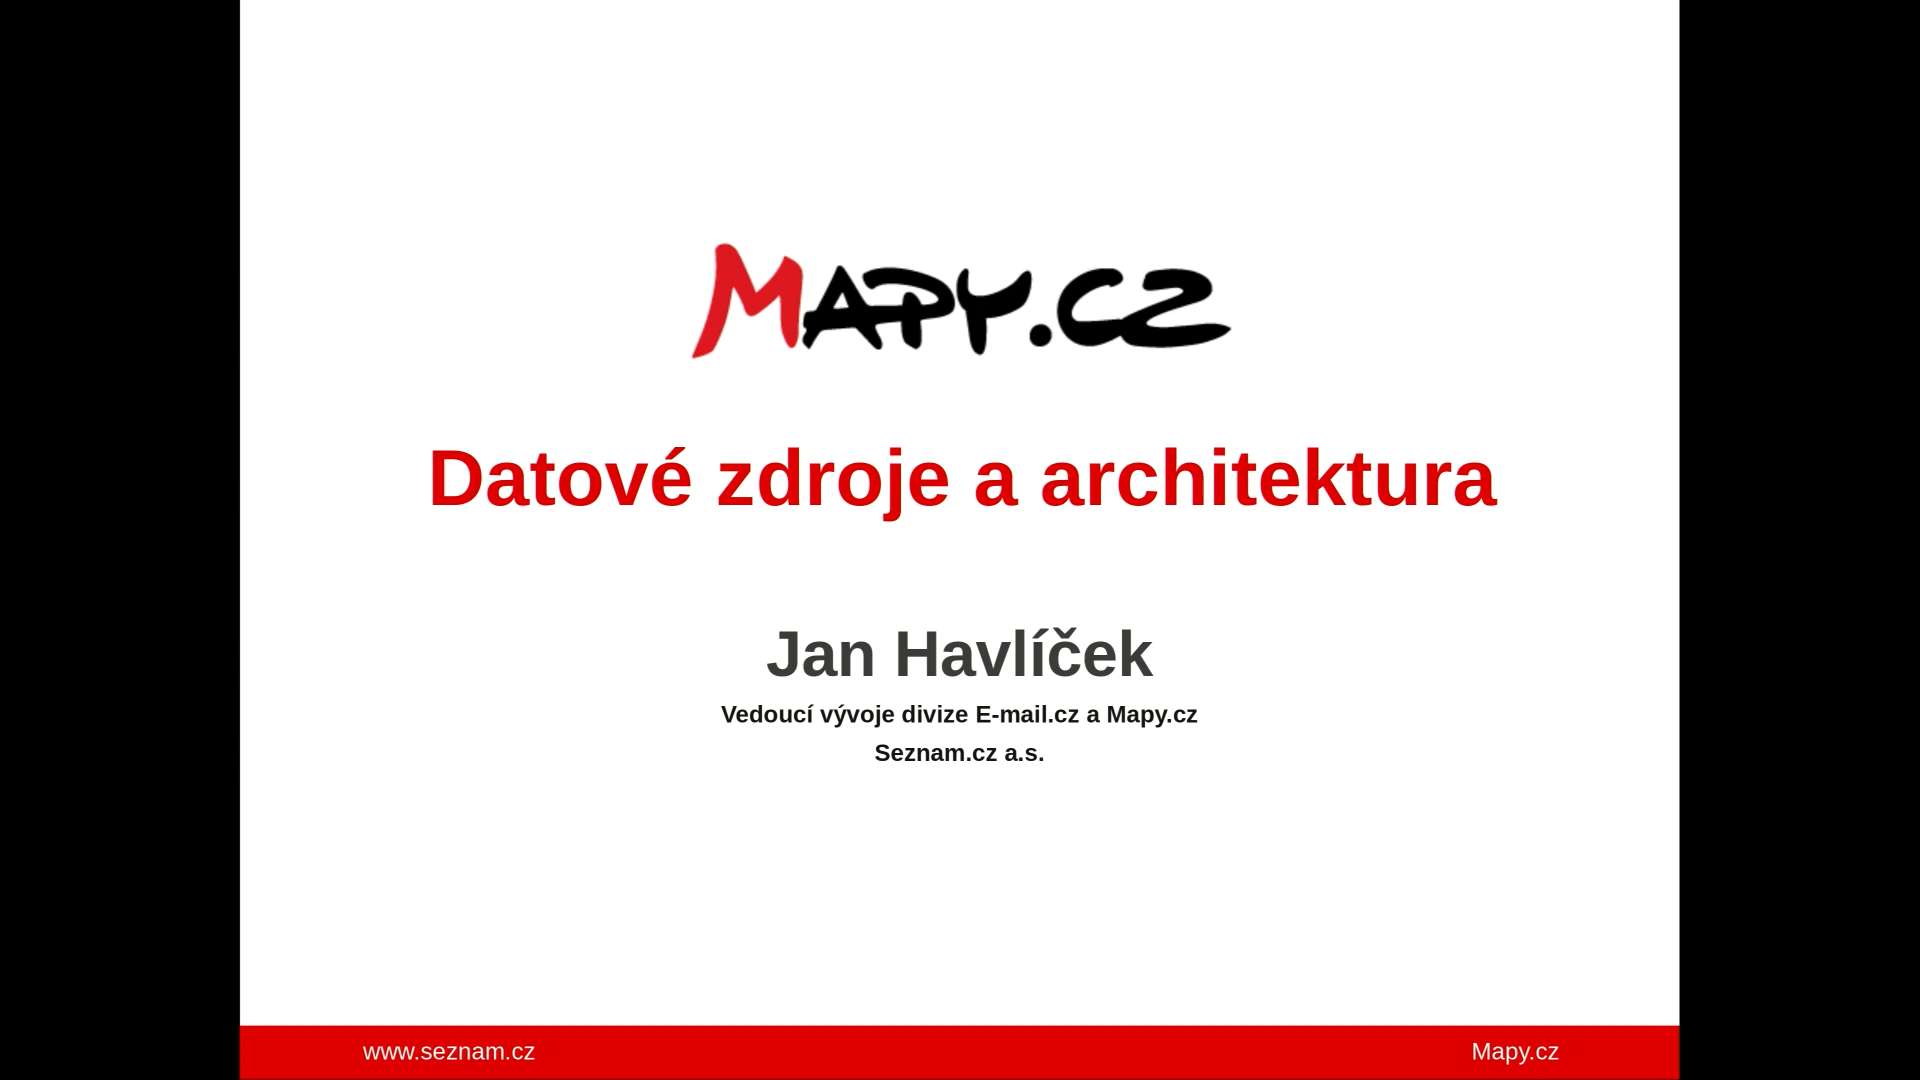 MAPY.CZ
Datové zdroje a architektura
Jan Havlíček
Vedoucí vývoje divize E-mail.cz a Mapy.cz
Seznam.cz a.s.
www.seznam.cz
Mapy.cz